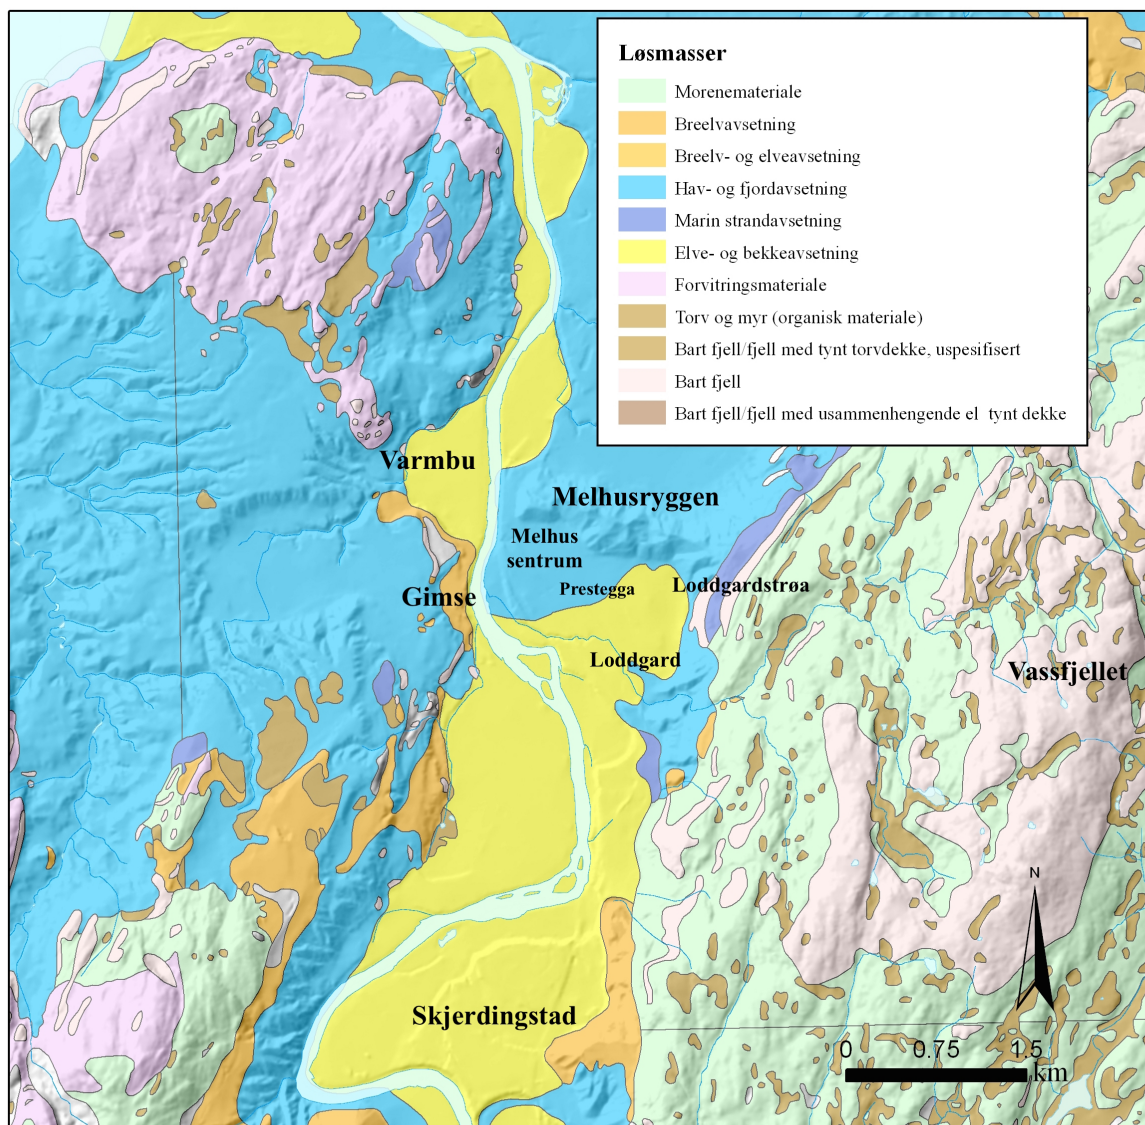 Løsmasser
Morenemateriale
Breelvavsetning
Breelv- og elveavsetning
Hav- og fjordavsetning
Marin strandavsetning
Elve- og bekkeavsetning
Forvitringsmateriale
Torv og myr (organisk materiale)
Bart fjell/fjell med tynt torvdekke, uspesifisert
Bart fjell
Bart fjell/fjell med usammenhengende el tynt dekke
Varmbu
Melhusryggen
Melhus
sentrum
Prestegga
Loddgardstrøa
Gimse
Loddgard
Vassfjellet
N
Skjerdingstad
0 0.75 1.5
km